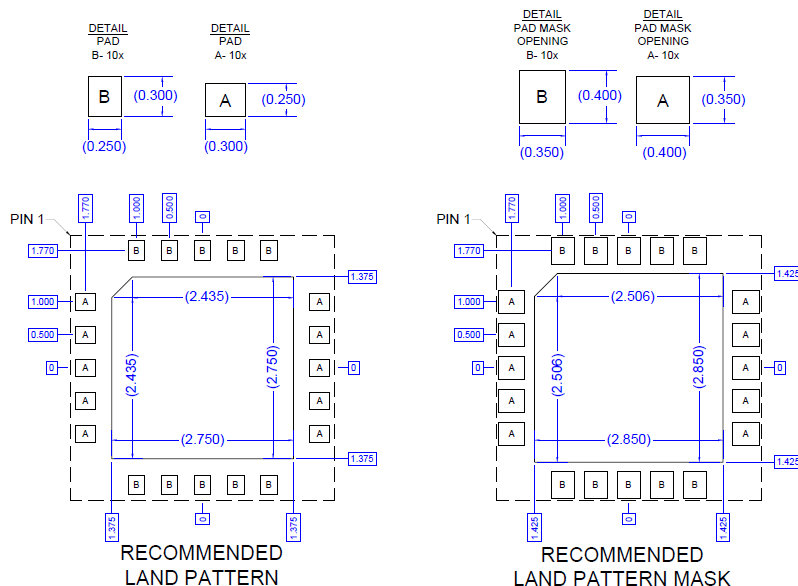 DETAIL
PAD
B- 10x
DETAIL
PAD
A- 10x
DETAIL
PAD MASK
OPENING
B- 10x
DETAIL
PAD MASK
OPENING
A- 10x
B
(0.300)
(0.250)
A
(0.250)
(0.300)
B
(0.400)
(0.350)
A
(0.350)
(0.400)
PIN 1
1.770
1.000
0.500
0
1.770
B B B B B
1.375
1.000
A
(2.435)
A
0.500
A
A
0
A
(2.435)
(2.750)
A
0
A
A
A
(2.750)
A
1.375
B B B B B
1.375
0
1.375
RECOMMENDED
LAND PATTERN
PIN 1
1.770
1.000
0.500
0
1.770
B B B B B
1.425
1.000
A
(2.506)
A
0.500
A
A
0
A
(2.506)
(2.850)
A
0
A
A
A
(2.850)
A
1.425
B B B B B
1.425
0
1.425
RECOMMENDED
LAND PATTERN MASK